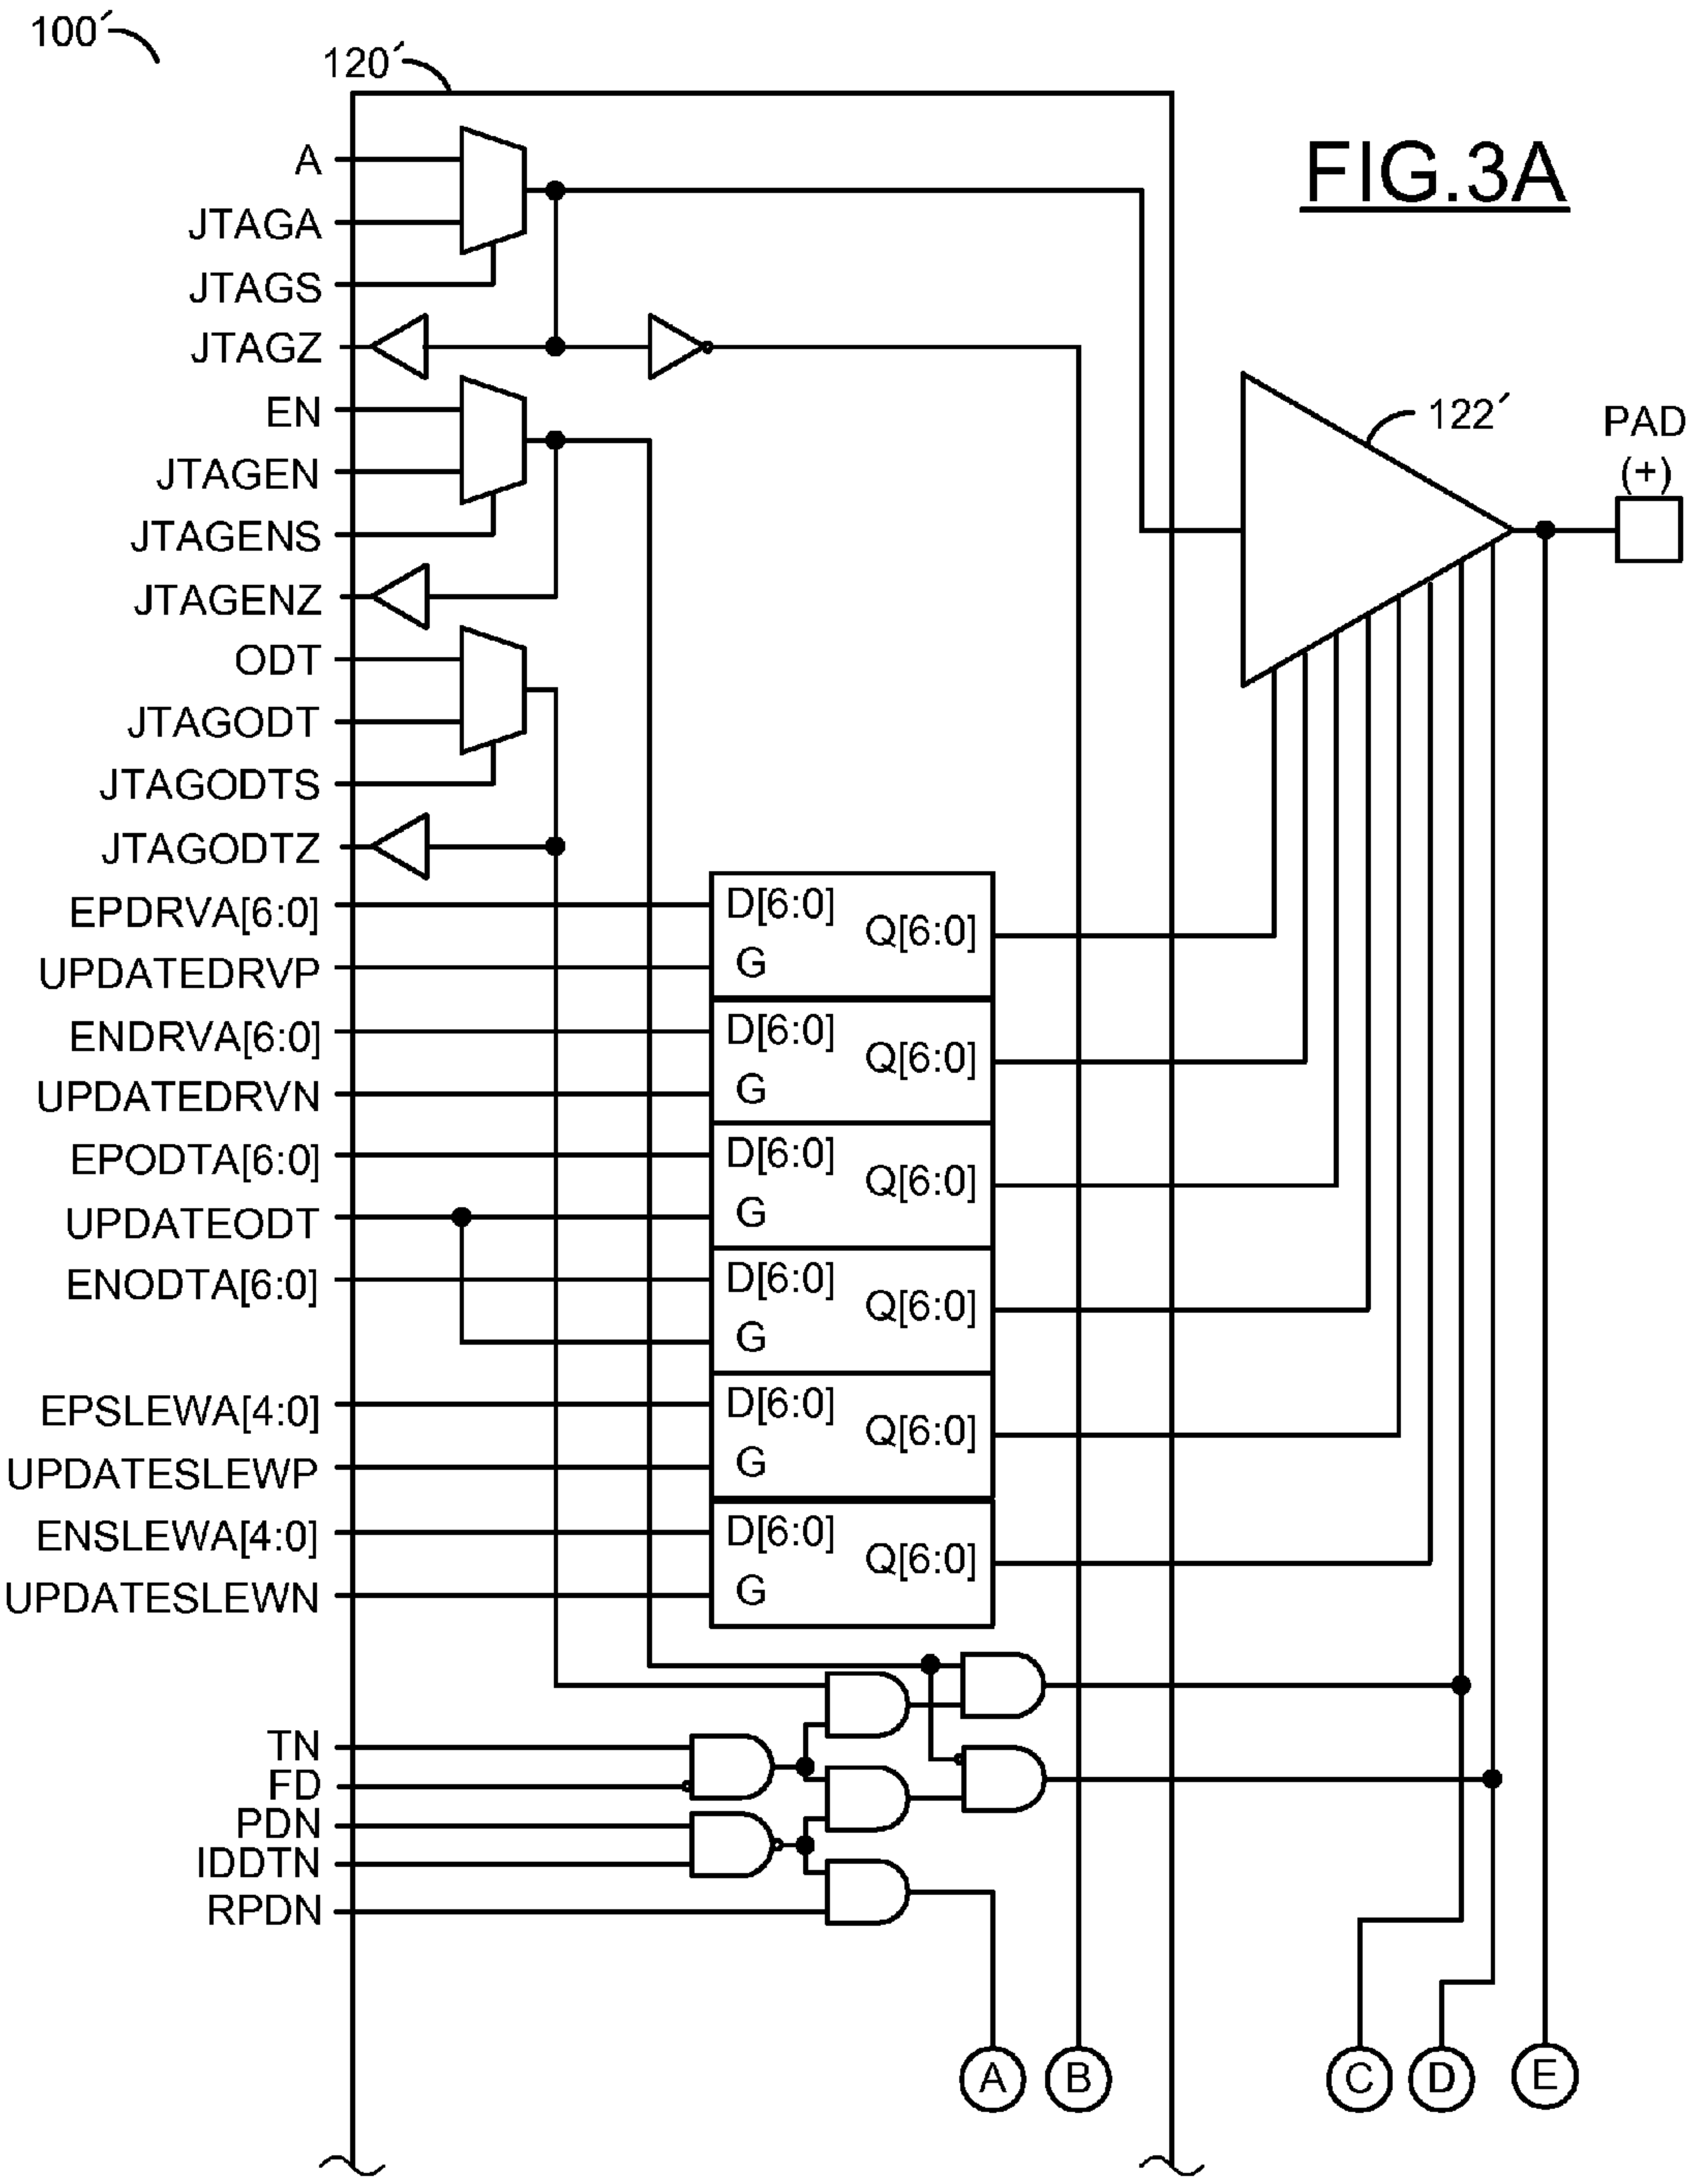 100´
120´
FIG.3A
A
JTAGA
JTAGS
JTAGZ
EN
JTAGEN
JTAGENS
JTAGENZ
ODT
JTAGODT
JTAGODTS
JTAGODTZ
122´
PAD
(+)
EPDRVA[6:0]
UPDATEDRVP
D[6:0]
Q[6:0]
G
ENDRVA[6:0]
UPDATEDRVN
D[6:0]
Q[6:0]
G
EPODTA[6:0]
UPDATEODT
D[6:0]
Q[6:0]
G
ENODTA[6:0]
D[6:0]
Q[6:0]
G
EPSLEWA[4:0]
UPDATESLEWP
D[6:0]
Q[6:0]
G
ENSLEWA[4:0]
UPDATESLEWN
D[6:0]
Q[6:0]
G
TN
FD
PDN
IDDTN
RPDN
A
B
C
D
E